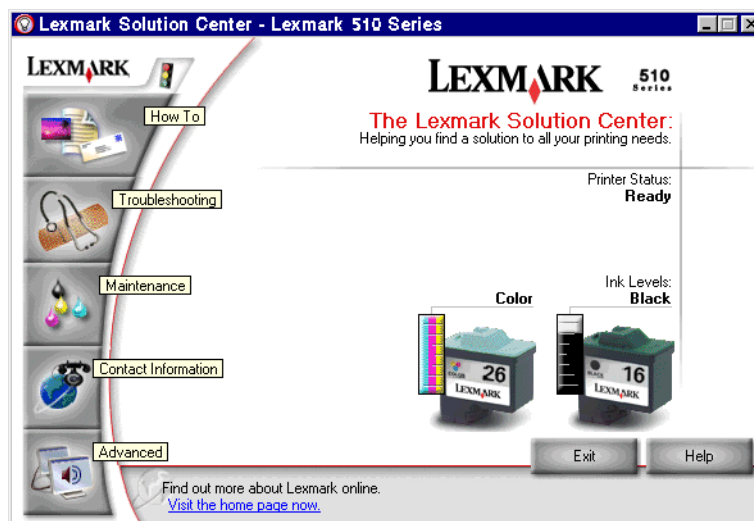 Lexmark Solution Center - Lexmark 510 Series
LEXMARK
How To
Troubleshooting
Maintenance
Contact Information
Advanced
LEXMARK 510 Series
The Lexmark Solution Center:
Helping you find a solution to all your printing needs.
Printer Status:
Ready
Ink Levels:
Color Black
COLOR 26
LEXMARK
BLACK 16
LEXMARK
Exit Help
Find out more about Lexmark online.
Visit the home page now.